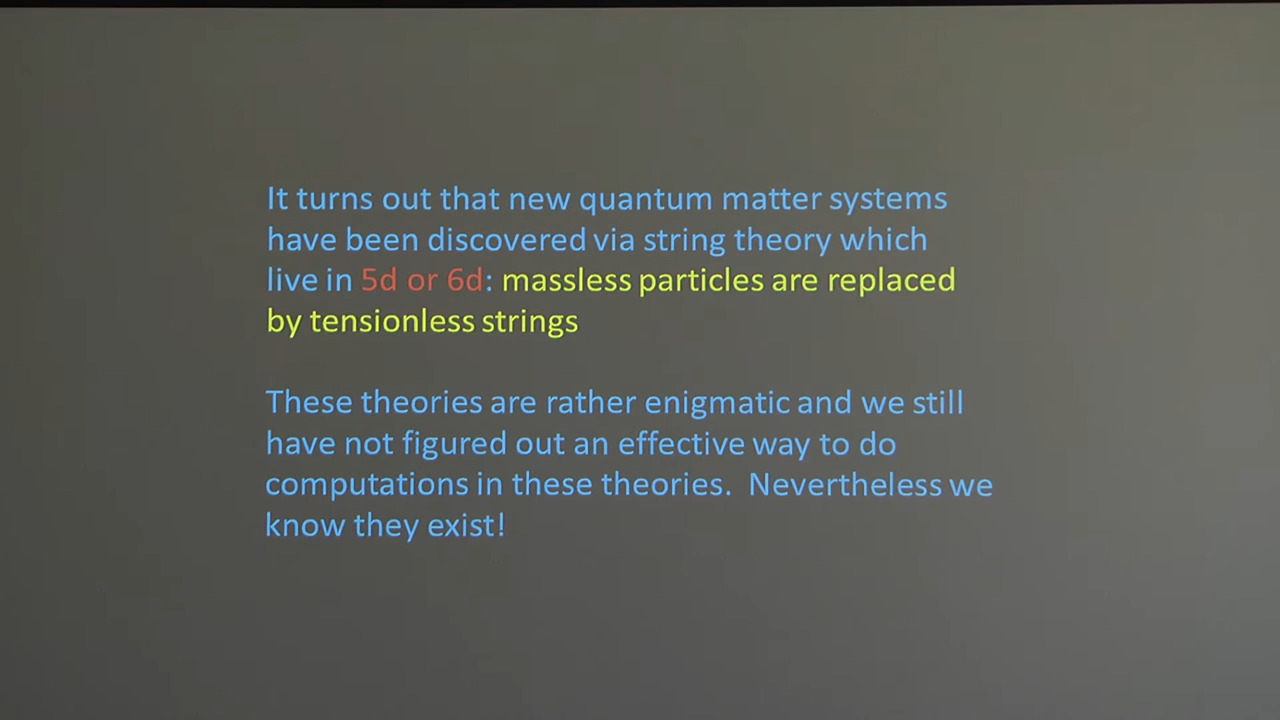 It turns out that new quantum matter systems
have been discovered via string theory which
live in 5d or 6d: massless particles are replaced
by tensionless strings
These theories are rather enigmatic and we still
have not figured out an effective way to do
computations in these theories.  Nevertheless we
know they exist!